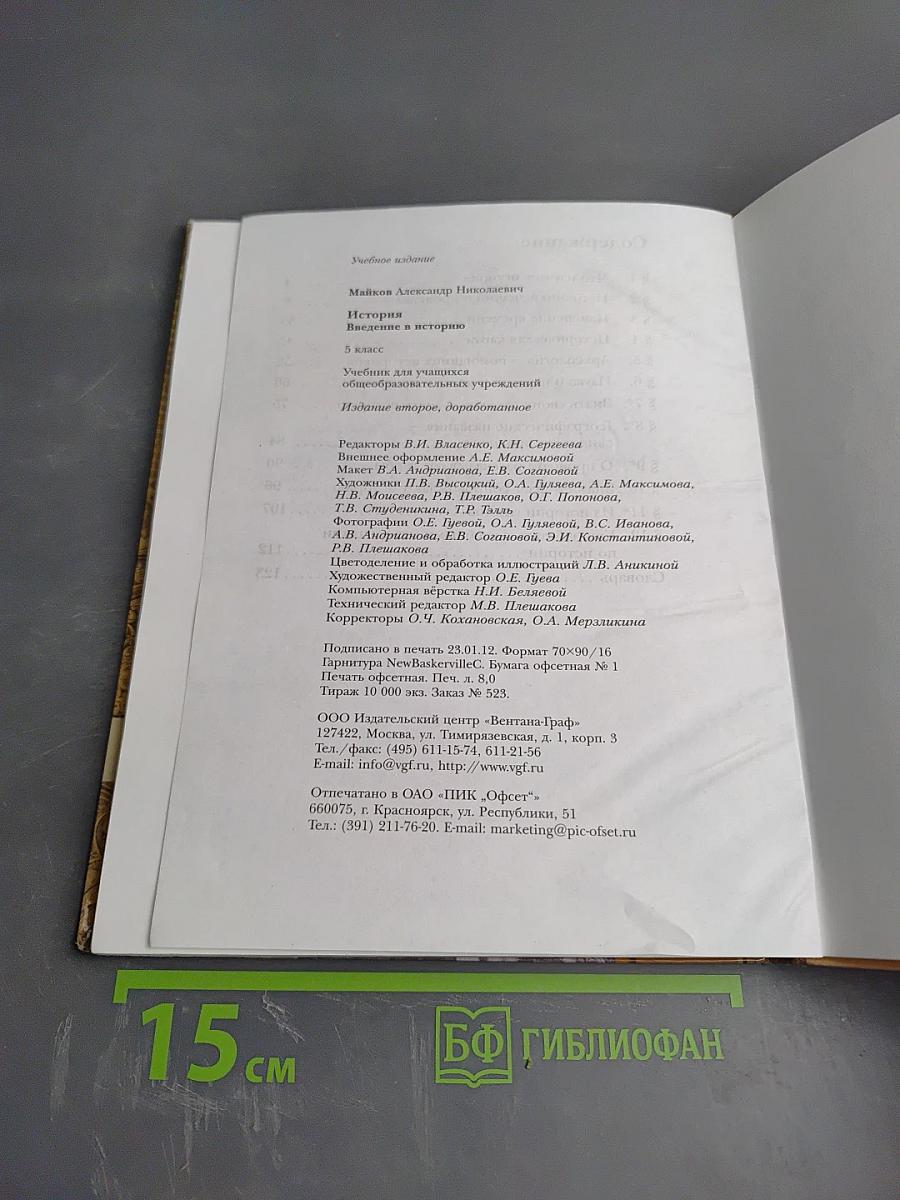 Учебное издание
Майков Александр Николаевич
История
Введение в историю
5 класс
Учебник для учащихся
общеобразовательных учреждений
Издание второе, доработанное
Редакторы В.И. Власенко, К.Н. Сергеева
Внешнее оформление А.Е. Максимовой
Макет В.А. Андрианова, Е.В. Согановой
Художники П.В. Высоцкий, О.А. Гуляева, А.Е. Максимова,
Н.В. Моисеева, Р.В. Плешаков, О.Г. Попонова,
Т.В. Студеникина, Т.Р. Тэлль
Фотографии О.Е. Гуевой, О.А. Гуляевой, В.С. Иванова,
А.В. Андрианова, Е.В. Согановой, Э.И. Константиновой,
Р.В. Плешакова
Цветоделение и обработка иллюстраций Л.В. Аникиной
Художественный редактор О.Е. Гуева
Компьютерная вёрстка Н.И. Беляевой
Технический редактор М.В. Плешакова
Корректоры О.Ч. Кохановская, О.А. Мерзликина
Подписано в печать 23.01.12. Формат 70×90/16
Гарнитура NewBaskervilleC. Бумага офсетная № 1
Печать офсетная. Печ. л. 8,0
Тираж 10 000 экз. Заказ № 523.
ООО Издательский центр «Вентана-Граф»
127422, Москва, ул. Тимирязевская, д. 1, корп. 3
Тел./факс: (495) 611-15-74, 611-21-56
E-mail: info@vgf.ru, http://www.vgf.ru
Отпечатано в ОАО «ПИК „Офсет“»
660075, г. Красноярск, ул. Республики, 51
Тел.: (391) 211-76-20. E-mail: marketing@pic-ofset.ru
15 см
БФ ГИБЛИОФАН